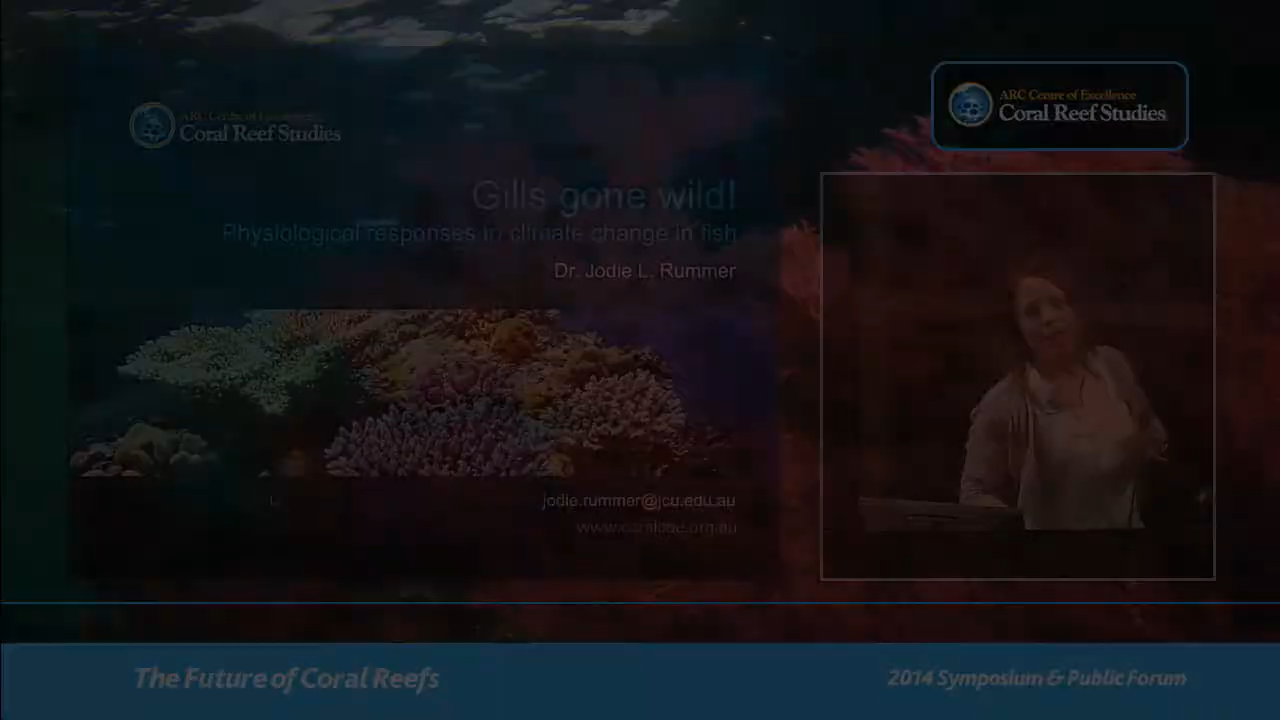 ARC Centre of Excellence
Coral Reef Studies
ARC Centre of Excellence
Coral Reef Studies
Gills gone wild!
Physiological responses to climate change in fish
Dr. Jodie L. Rummer
jodie.rummer@jcu.edu.au
www.coralcoe.org.au
The Future of Coral Reefs
2014 Symposium & Public Forum